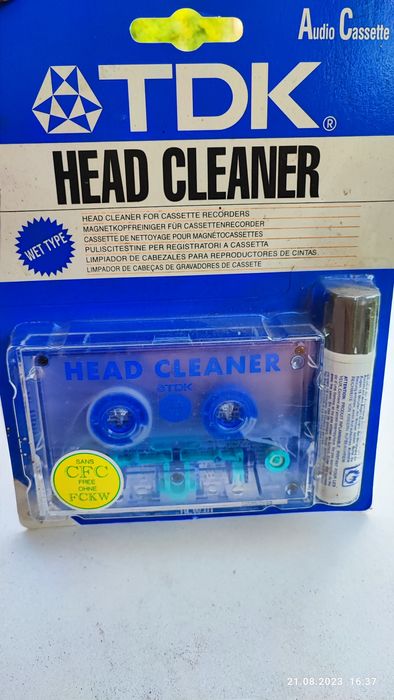 Audio Cassette
TDK®
HEAD CLEANER
WET TYPE
HEAD CLEANER FOR CASSETTE RECORDERS
MAGNETKOPFREINIGER FÜR CASSETTENRECORDER
CASSETTE DE NETTOYAGE POUR MAGNÉTOCASSETTES
PULISCITESTINE PER REGISTRATORI A CASSETTA
LIMPIADOR DE CABEZALES PARA REPRODUCTORES DE CINTAS.
LIMPADOR DE CABEÇAS DE GRAVADORES DE CASSETE
HEAD CLEANER
TDK
SANS
CFC
FREE
OHNE
FCKW
ATTENTION
21.08.2023 16:37